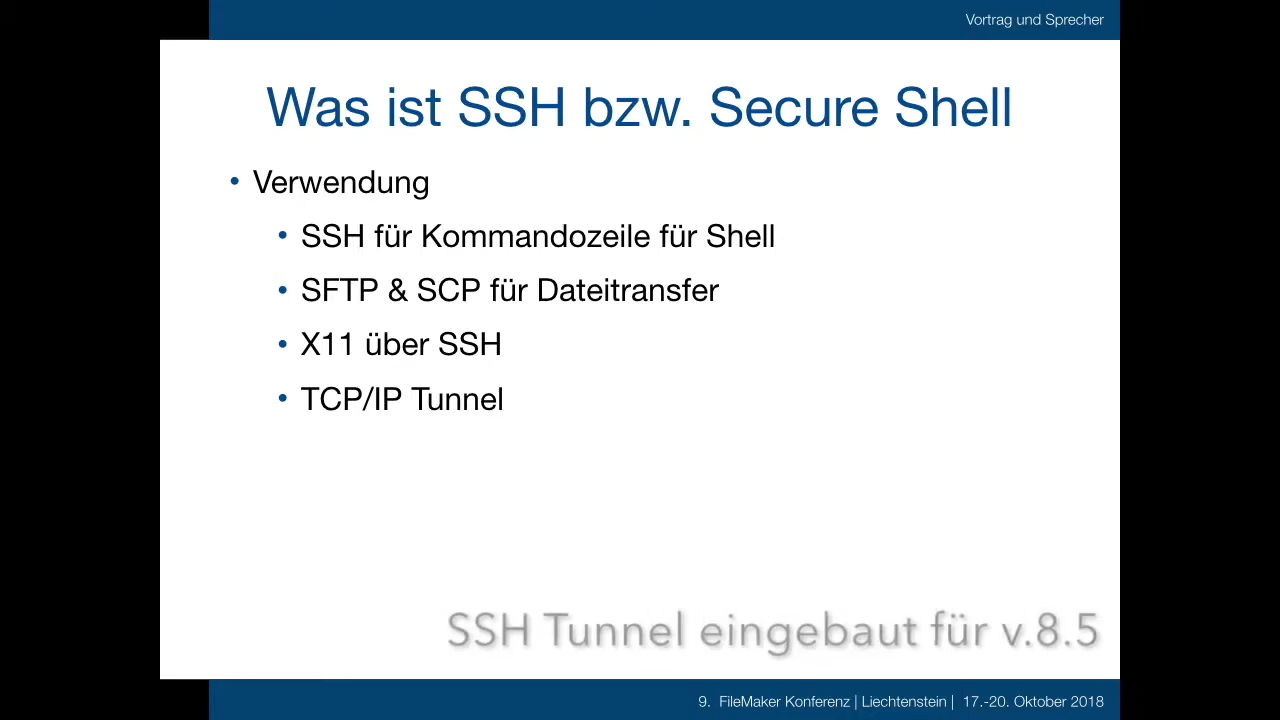 Vortrag und Sprecher
Was ist SSH bzw. Secure Shell
• Verwendung
• SSH für Kommandozeile für Shell
• SFTP & SCP für Dateitransfer
• X11 über SSH
• TCP/IP Tunnel
SSH Tunnel eingebaut für v.8.5
9. FileMaker Konferenz | Liechtenstein | 17.-20. Oktober 2018